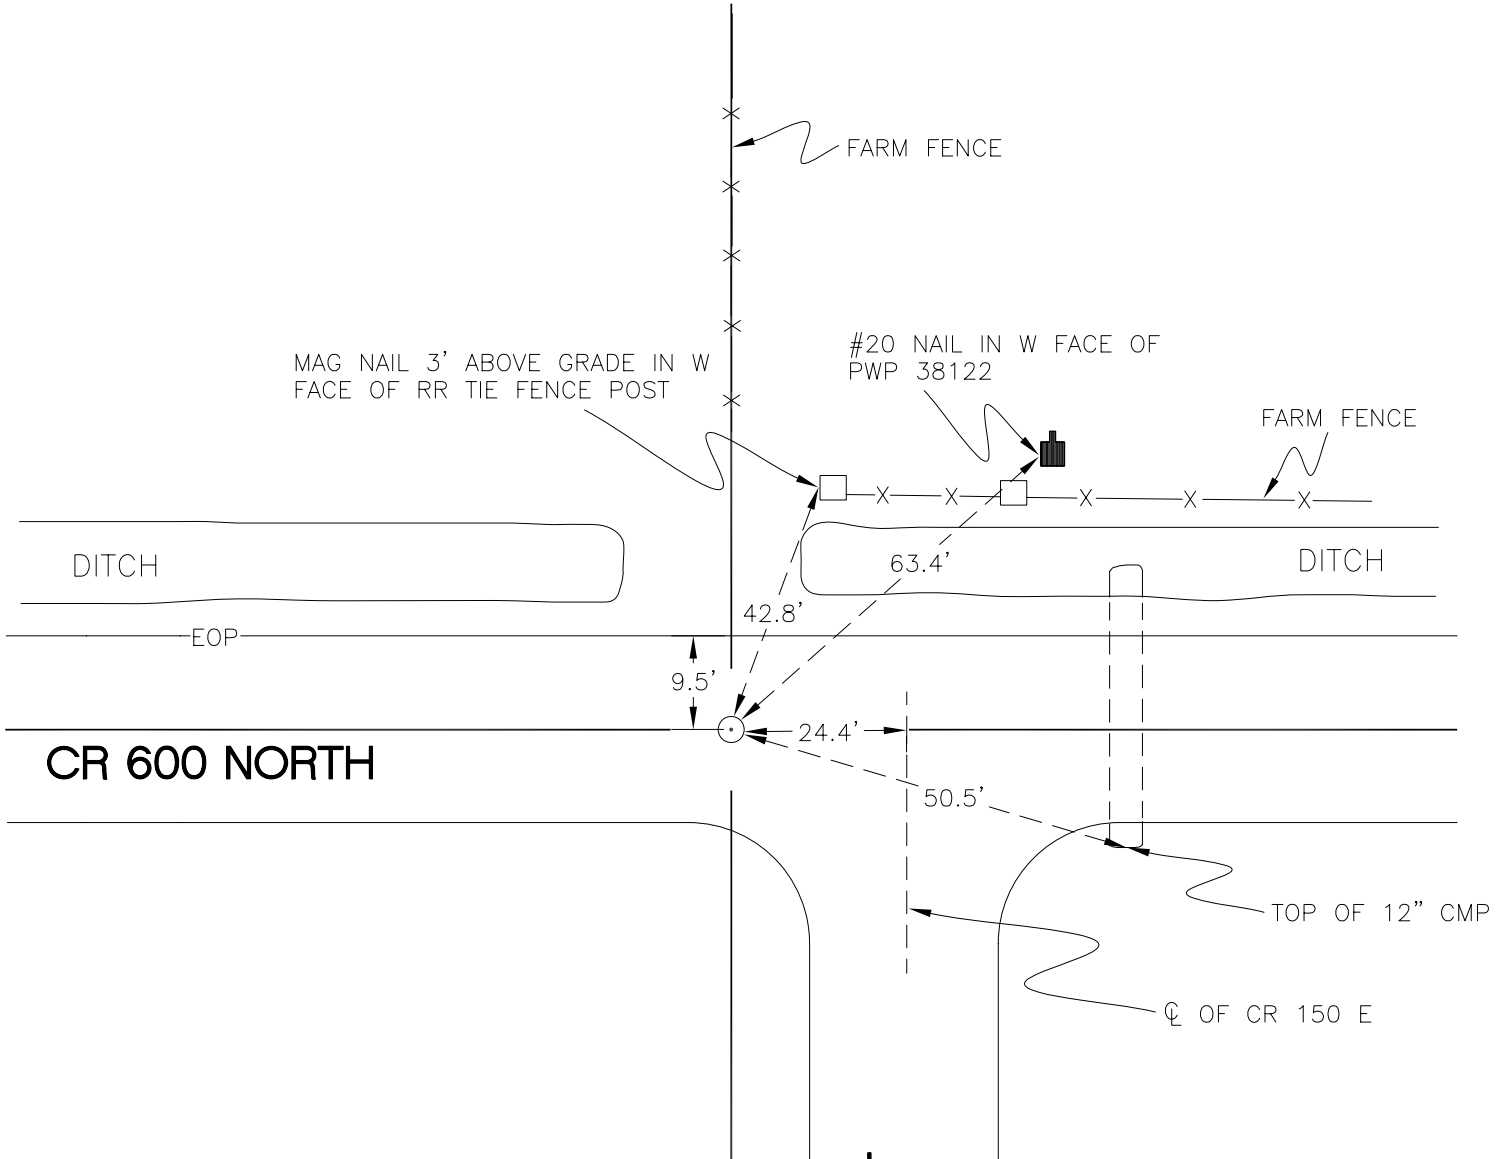 FARM FENCE
#20 NAIL IN W FACE OF
PWP 38122
MAG NAIL 3' ABOVE GRADE IN W
FACE OF RR TIE FENCE POST
FARM FENCE
X X X X X
DITCH
63.4'
DITCH
42.8'
EOP
9.5'
24.4'
CR 600 NORTH
50.5'
TOP OF 12" CMP
℄ OF CR 150 E